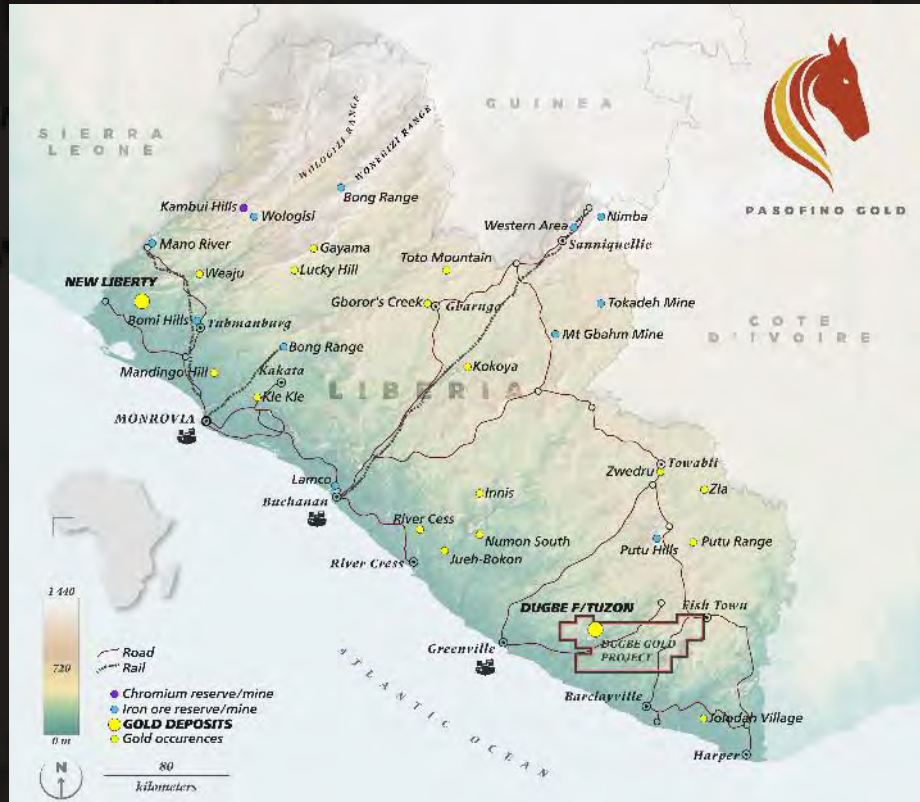 SIERRA
LEONE
GUINEA
PASOFINO GOLD
WOLOGIZI RANGE
WONEGIZI RANGE
Bong Range
Kambui Hills
Wologisi
Western Area
Nimba
Sanniquellie
Mano River
Gayama
Weaju
Lucky Hill
Toto Mountain
NEW LIBERTY
Gboror's Creek
Gbarnga
Tokadeh Mine
Bomi Hills
Tubmanburg
Mt Gbahm Mine
COTE
D'IVOIRE
Bong Range
Kokoya
Mandingo Hill
Kakata
LIBERIA
Kle Kle
MONROVIA
Towabli
Zwedru
Lamco
Zia
Innis
Buchanan
River Cess
Numon South
Putu Hills
Putu Range
Jueh-Bokon
River Cress
1 440
DUGBE F/TUZON
Fish Town
Greenville
DUGBE GOLD
PROJECT
Road
720
Rail
ATLANTIC OCEAN
Barclayville
Chromium reserve/mine
Iron ore reserve/mine
Jolodah Village
GOLD DEPOSITS
0 m
Gold occurences
Harper
N
80
kilometers